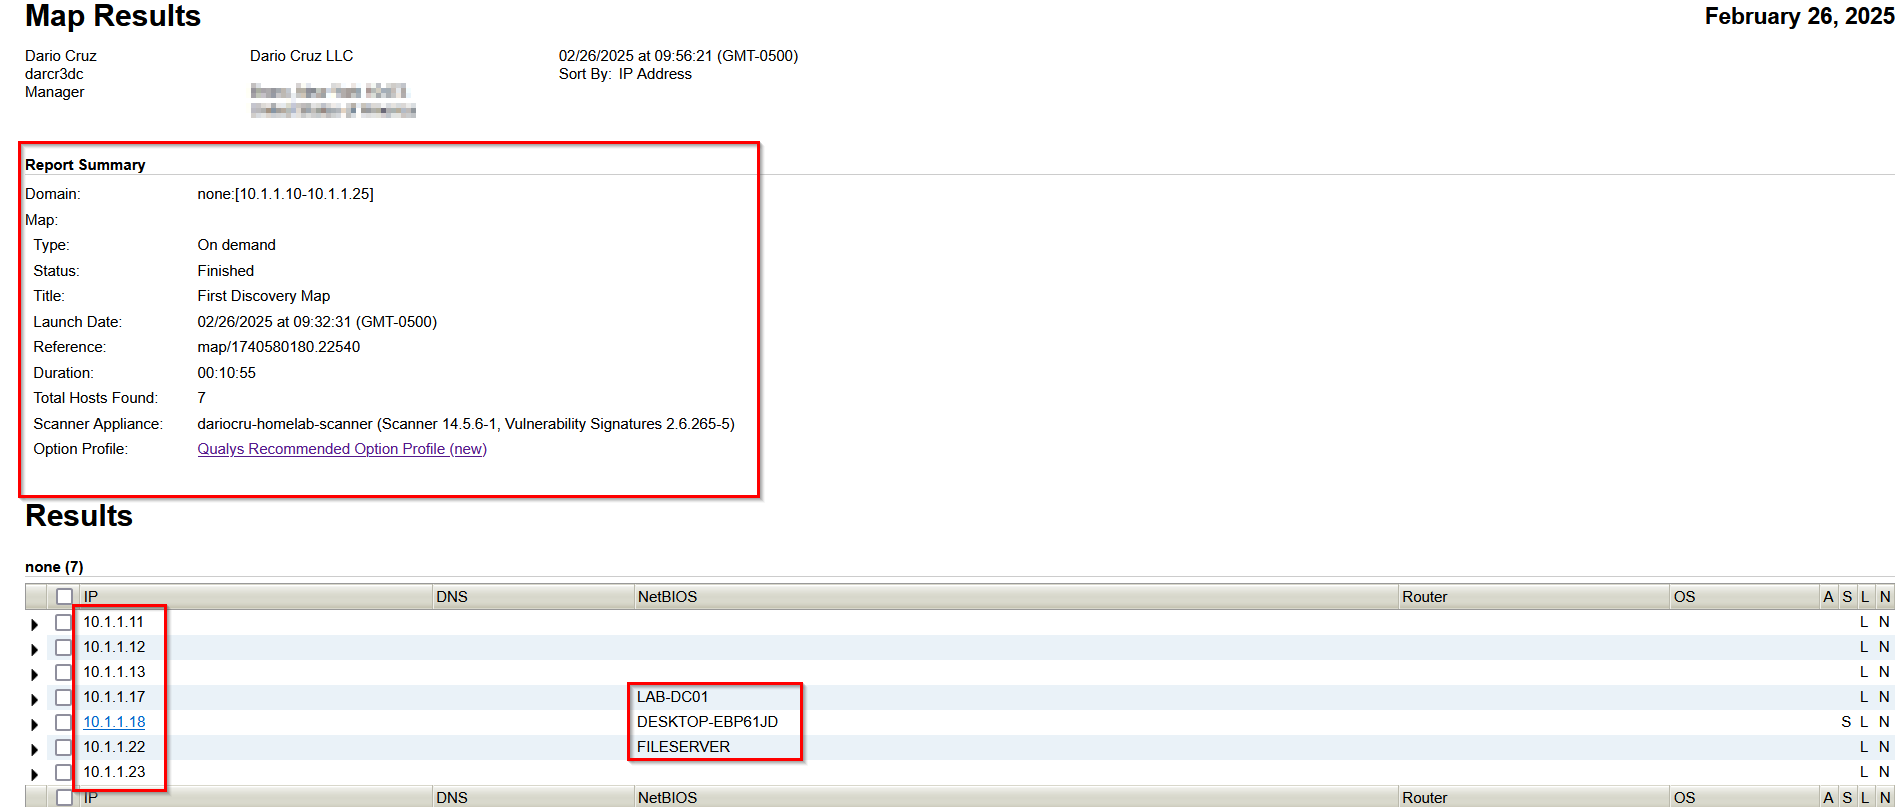 Map Results February 26, 2025
Dario Cruz Dario Cruz LLC 02/26/2025 at 09:56:21 (GMT-0500)
darcr3dc Sort By: IP Address
Manager
Report Summary
Domain: none:[10.1.1.10-10.1.1.25]
Map:
Type: On demand
Status: Finished
Title: First Discovery Map
Launch Date: 02/26/2025 at 09:32:31 (GMT-0500)
Reference: map/1740580180.22540
Duration: 00:10:55
Total Hosts Found: 7
Scanner Appliance: dariocru-homelab-scanner (Scanner 14.5.6-1, Vulnerability Signatures 2.6.265-5)
Option Profile: Qualys Recommended Option Profile (new)
Results
none (7)
IP DNS NetBIOS Router OS A S L N
10.1.1.11 L N
10.1.1.12 L N
10.1.1.13 L N
10.1.1.17 LAB-DC01 L N
10.1.1.18 DESKTOP-EBP61JD S L N
10.1.1.22 FILESERVER L N
10.1.1.23 L N
IP DNS NetBIOS Router OS A S L N